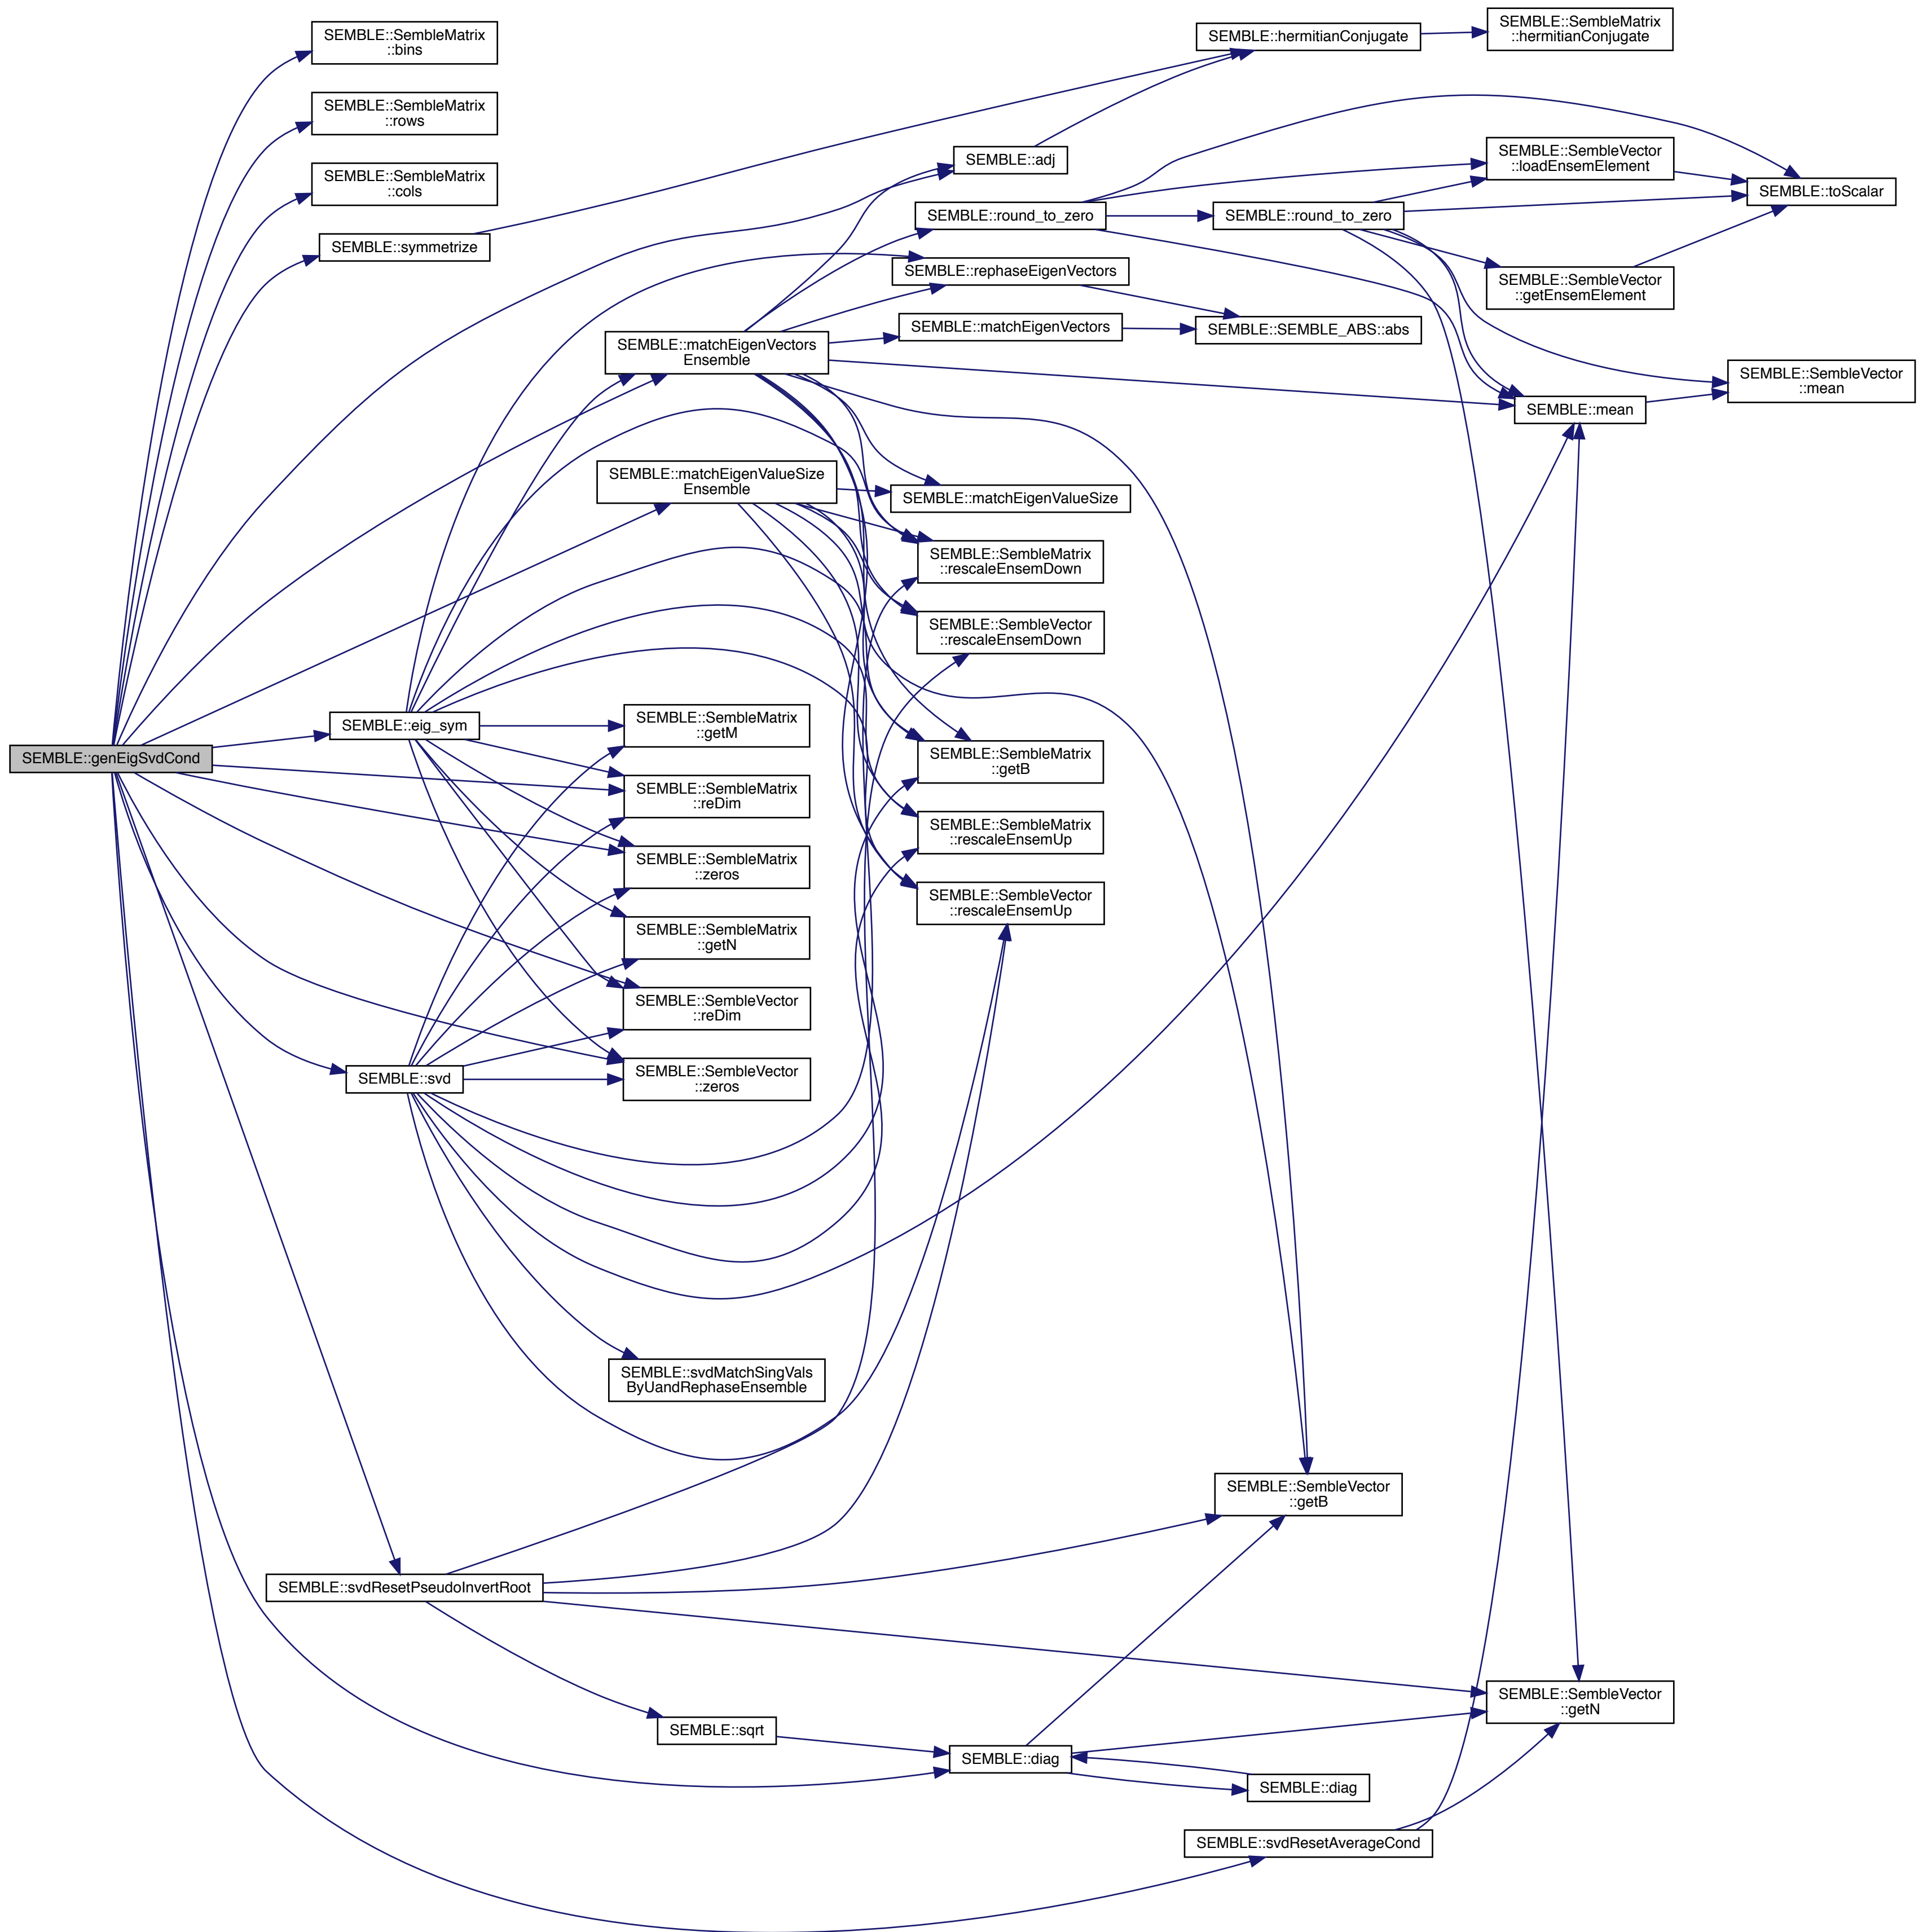 SEMBLE::genEigSvdCond
SEMBLE::SembleMatrix
::bins
SEMBLE::SembleMatrix
::rows
SEMBLE::SembleMatrix
::cols
SEMBLE::symmetrize
SEMBLE::eig_sym
SEMBLE::svd
SEMBLE::svdResetPseudoInvertRoot
SEMBLE::matchEigenVectors
Ensemble
SEMBLE::matchEigenValueSize
Ensemble
SEMBLE::SembleMatrix
::getM
SEMBLE::SembleMatrix
::reDim
SEMBLE::SembleMatrix
::zeros
SEMBLE::SembleMatrix
::getN
SEMBLE::SembleVector
::reDim
SEMBLE::SembleVector
::zeros
SEMBLE::svdMatchSingVals
ByUandRephaseEnsemble
SEMBLE::sqrt
SEMBLE::adj
SEMBLE::round_to_zero
SEMBLE::rephaseEigenVectors
SEMBLE::matchEigenVectors
SEMBLE::matchEigenValueSize
SEMBLE::SembleMatrix
::rescaleEnsemDown
SEMBLE::SembleVector
::rescaleEnsemDown
SEMBLE::SembleMatrix
::getB
SEMBLE::SembleMatrix
::rescaleEnsemUp
SEMBLE::SembleVector
::rescaleEnsemUp
SEMBLE::diag
SEMBLE::hermitianConjugate
SEMBLE::round_to_zero
SEMBLE::SEMBLE_ABS::abs
SEMBLE::SembleVector
::getB
SEMBLE::diag
SEMBLE::svdResetAverageCond
SEMBLE::SembleMatrix
::hermitianConjugate
SEMBLE::SembleVector
::loadEnsemElement
SEMBLE::SembleVector
::getEnsemElement
SEMBLE::mean
SEMBLE::SembleVector
::getN
SEMBLE::toScalar
SEMBLE::SembleVector
::mean